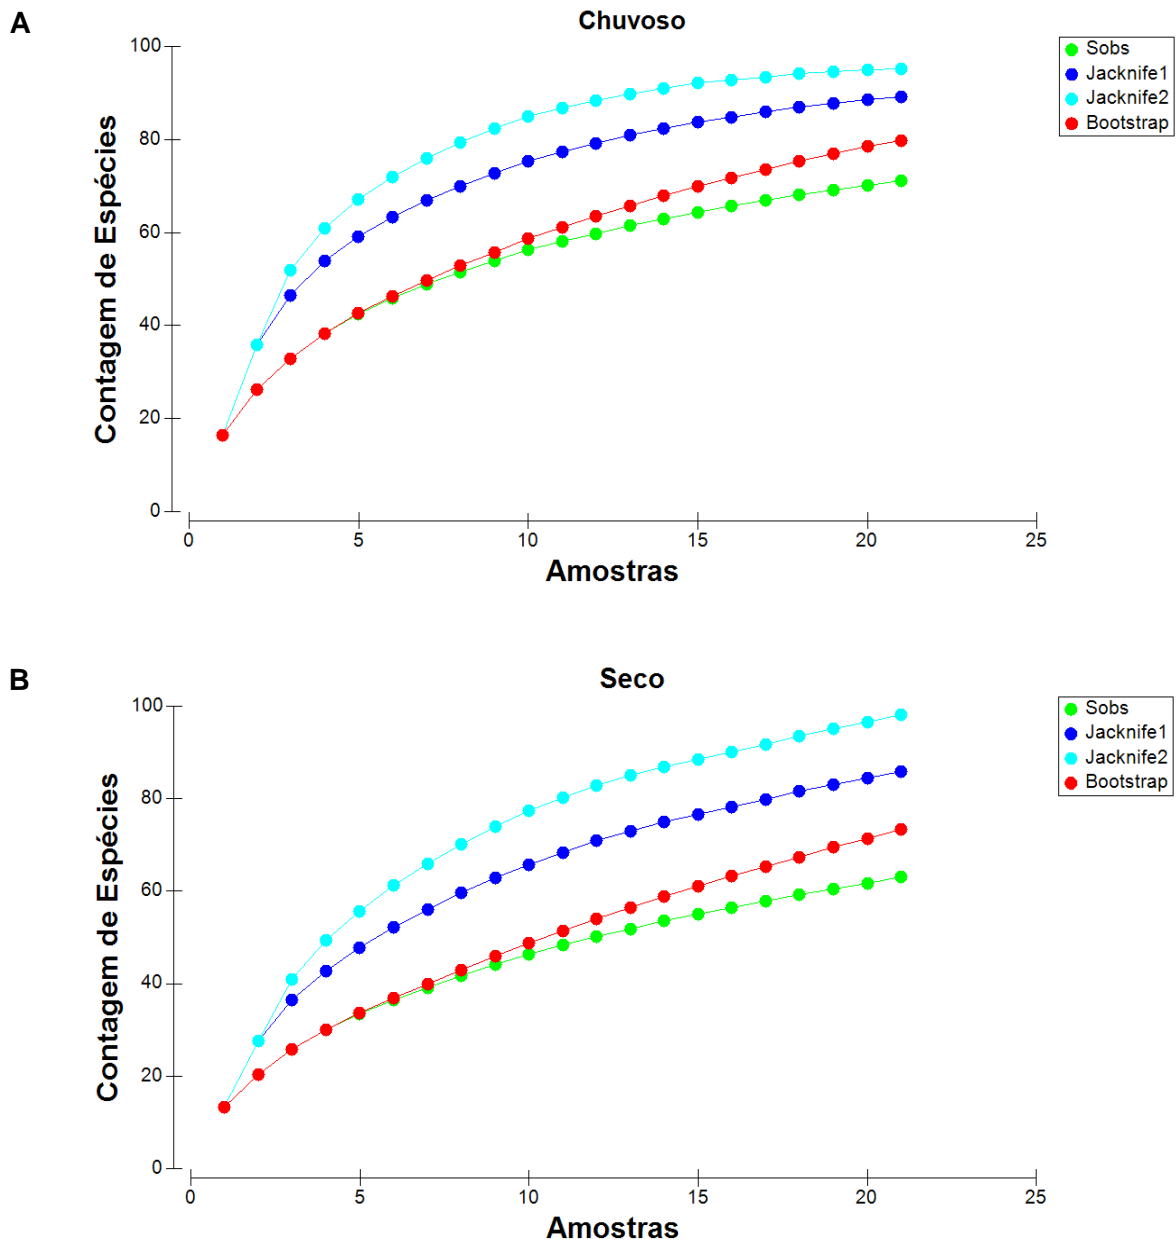 A
Chuvoso
Sobs
Jacknife1
Jacknife2
Bootstrap
Contagem de Espécies
100
80
60
40
20
0
0 5 10 15 20 25
Amostras
B
Seco
Sobs
Jacknife1
Jacknife2
Bootstrap
Contagem de Espécies
100
80
60
40
20
0
0 5 10 15 20 25
Amostras